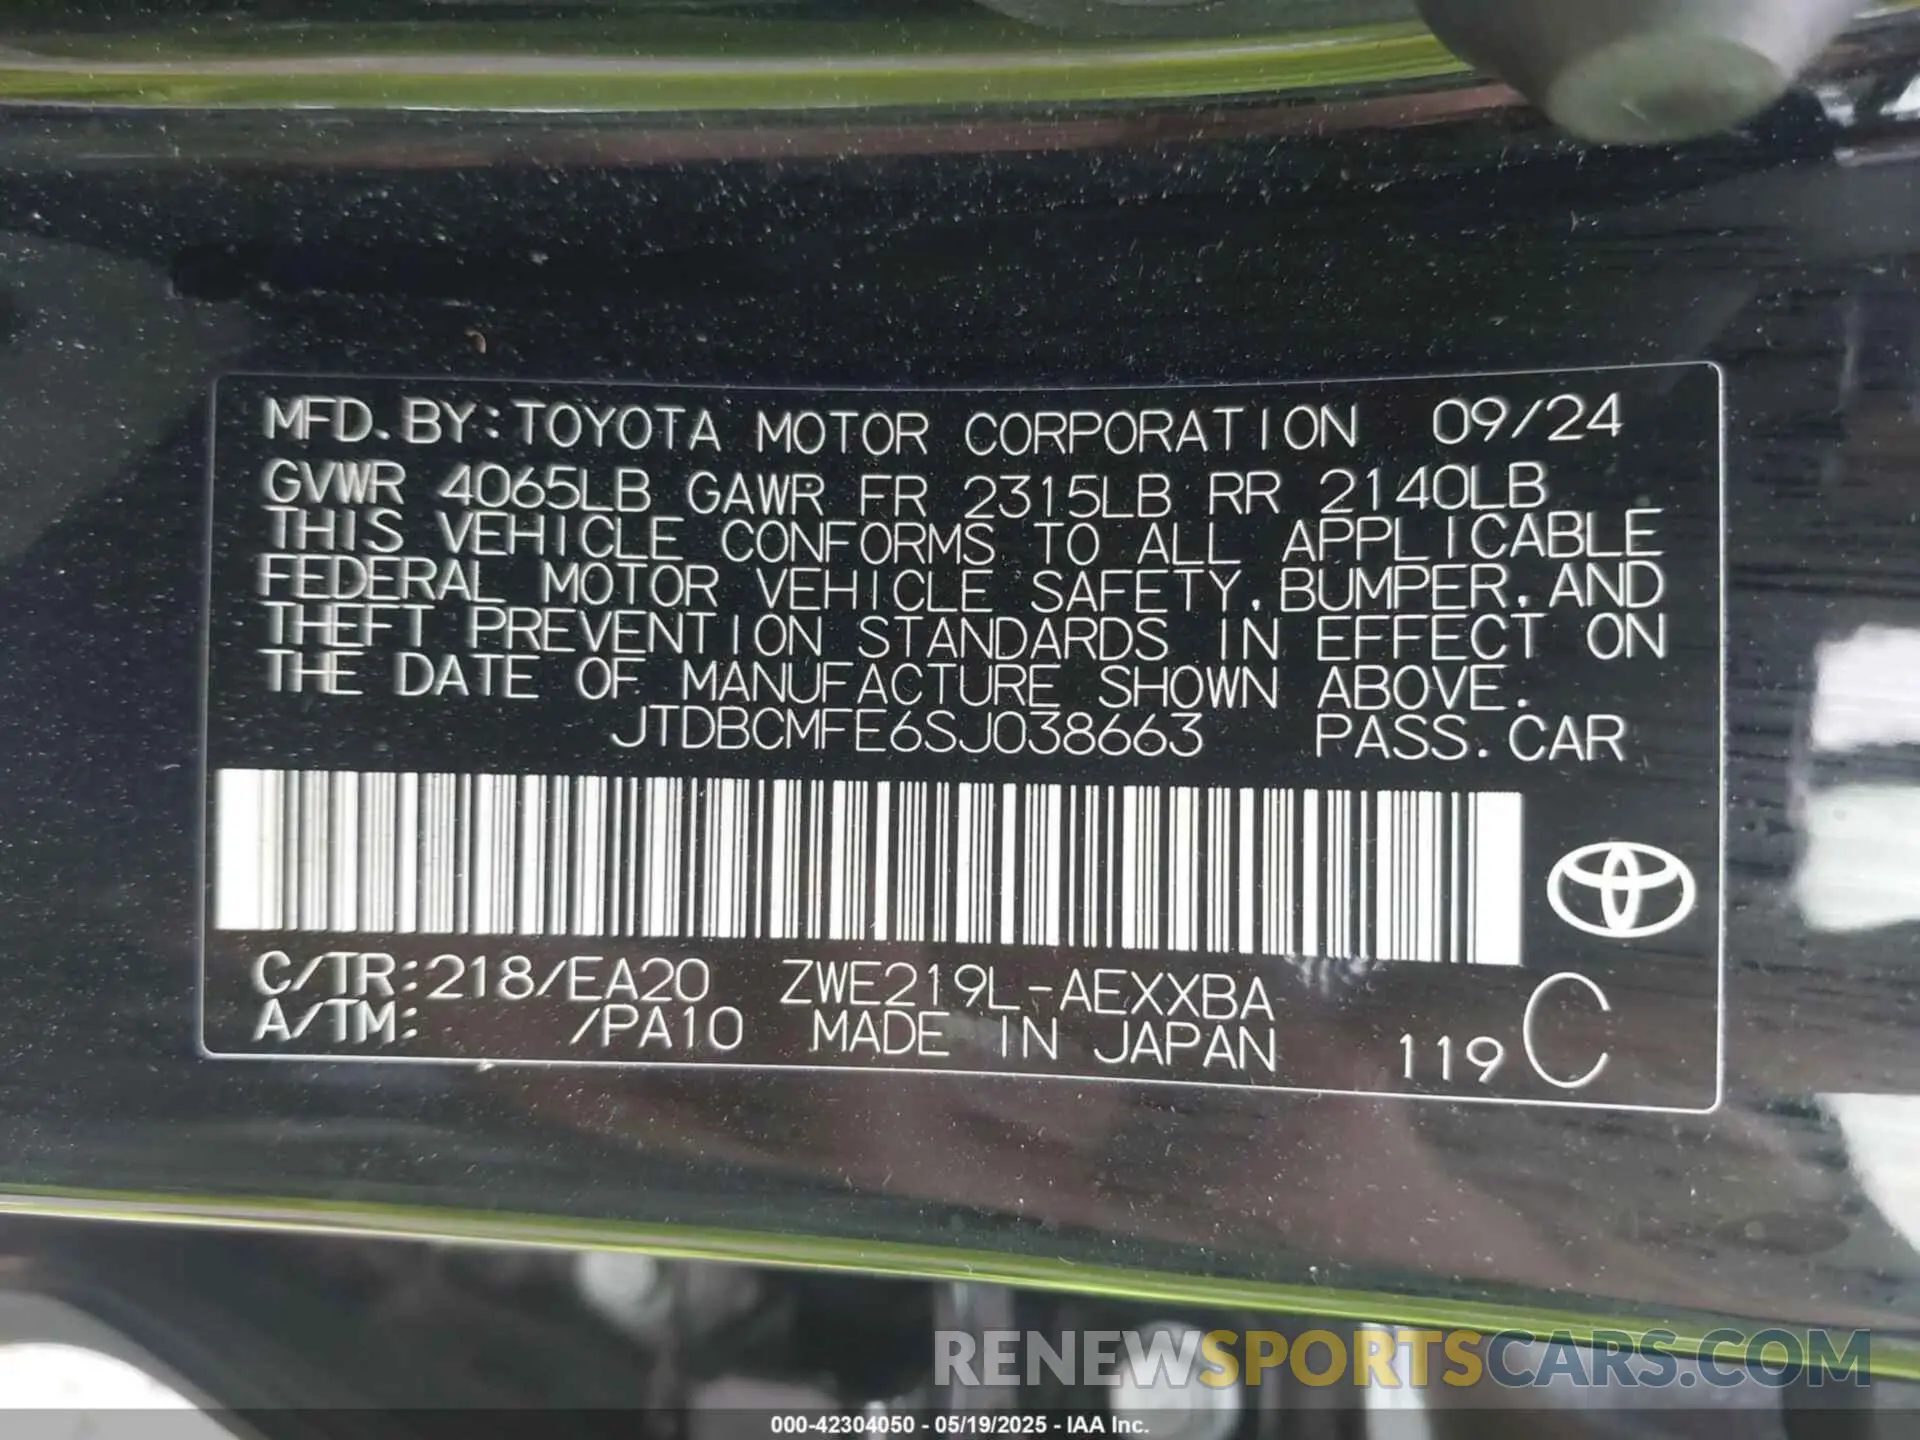 MFD. BY: TOYOTA MOTOR CORPORATION 09/24
GVWR 4065LB GAWR FR 2315LB RR 2140LB
THIS VEHICLE CONFORMS TO ALL APPLICABLE
FEDERAL MOTOR VEHICLE SAFETY, BUMPER, AND
THEFT PREVENTION STANDARDS IN EFFECT ON
THE DATE OF MANUFACTURE SHOWN ABOVE.
JTDBCMFE6SJ038663 PASS. CAR
C/TR: 218/EA20 ZWE219L-AEXXBA
A/TM: /PA10 MADE IN JAPAN 119 C
RENEWSPORTSCARS.COM
000-42304050 - 05/19/2025 - IAA Inc.